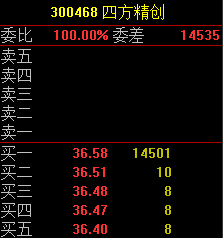 300468 四方精创
委比 100.00% 委差 14535
卖五
卖四
卖三
卖二
卖一
买一 36.58 14501
买二 36.51 10
买三 36.48 8
买四 36.47 8
买五 36.40 8